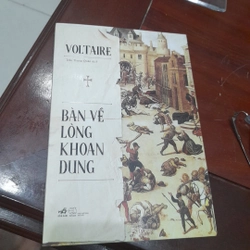 VOLTAIRE
BÀN VỀ
LÒNG
KHOAN
DUNG